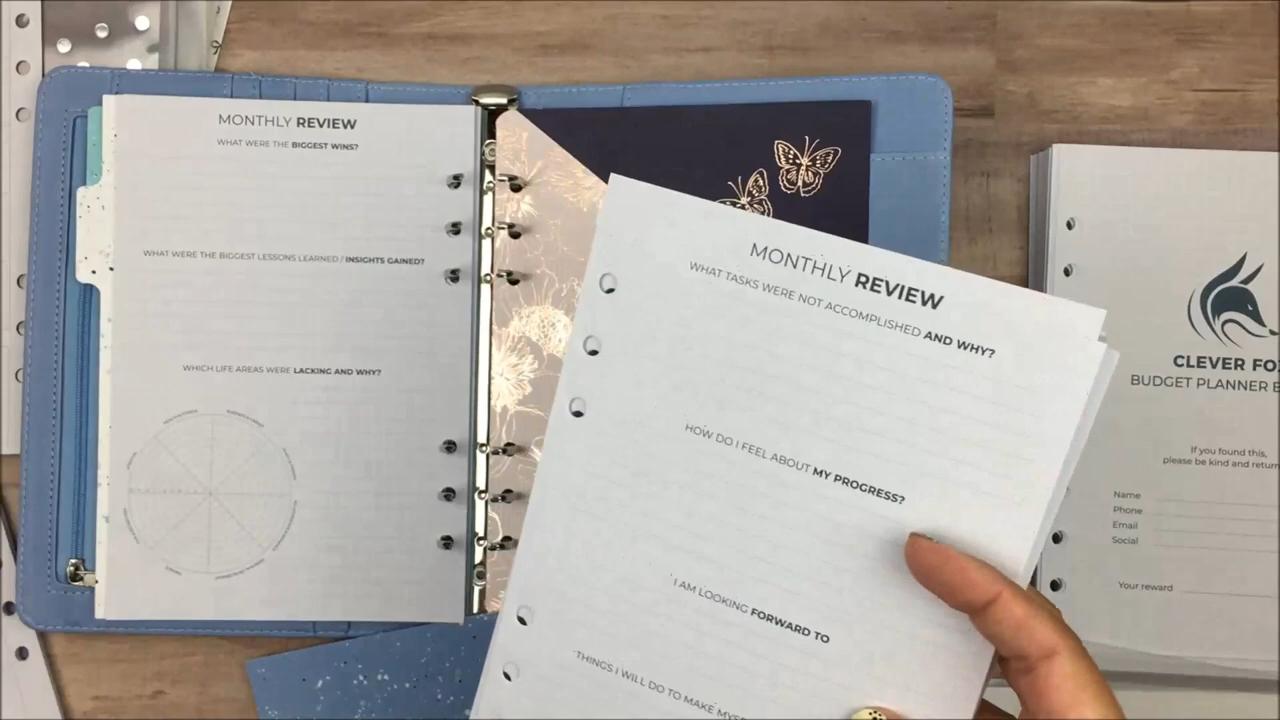 MONTHLY REVIEW
WHAT WERE THE BIGGEST WINS?
WHAT WERE THE BIGGEST LESSONS LEARNED / INSIGHTS GAINED?
WHICH LIFE AREAS WERE LACKING AND WHY?
MONTHLY REVIEW
WHAT TASKS WERE NOT ACCOMPLISHED AND WHY?
HOW DO I FEEL ABOUT MY PROGRESS?
I AM LOOKING FORWARD TO
THINGS I WILL DO TO MAKE
CLEVER
BUDGET PLANNER
If you found this,
please be kind and return
Name
Phone
Email
Social
Your reward